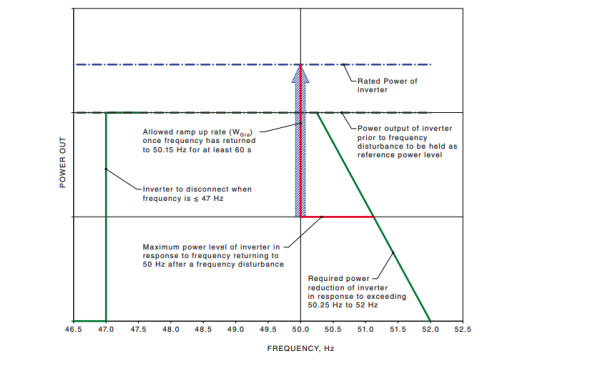 Rated Power of
inverter
Allowed ramp up rate (WGra)
once frequency has returned
to 50.15 Hz for at least 60 s
Power output of inverter
prior to frequency
disturbance to be held as
reference power level
POWER OUT
Inverter to disconnect when
frequency is ≤ 47 Hz
Maximum power level of inverter in
response to frequency returning to
50 Hz after a frequency disturbance
Required power
reduction of inverter
in response to exceeding
50.25 Hz to 52 Hz
46.5 47.0 47.5 48.0 48.5 49.0 49.5 50.0 50.5 51.0 51.5 52.0 52.5
FREQUENCY, Hz